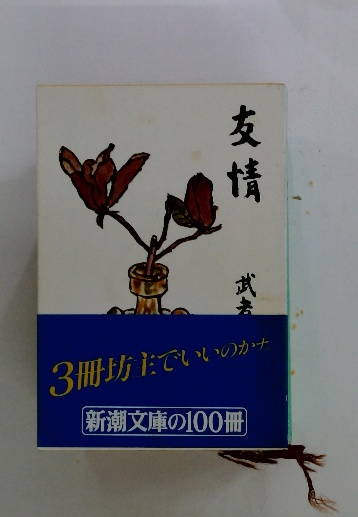 友情
武者
3冊坊主でいいのかナ。
新潮文庫の100冊